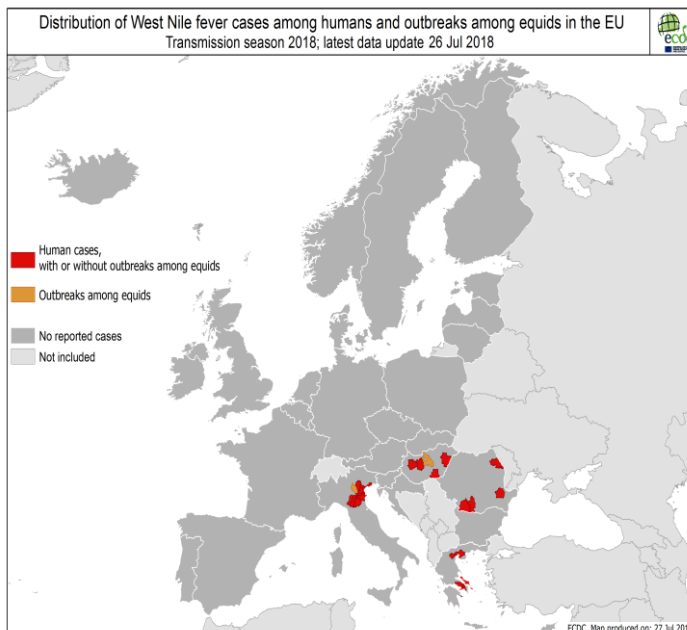 Distribution of West Nile fever cases among humans and outbreaks among equids in the EU
Transmission season 2018; latest data update 26 Jul 2018
ecdc
Human cases,
with or without outbreaks among equids
Outbreaks among equids
No reported cases
Not included
ECDC. Map produced on: 27 Jul 201